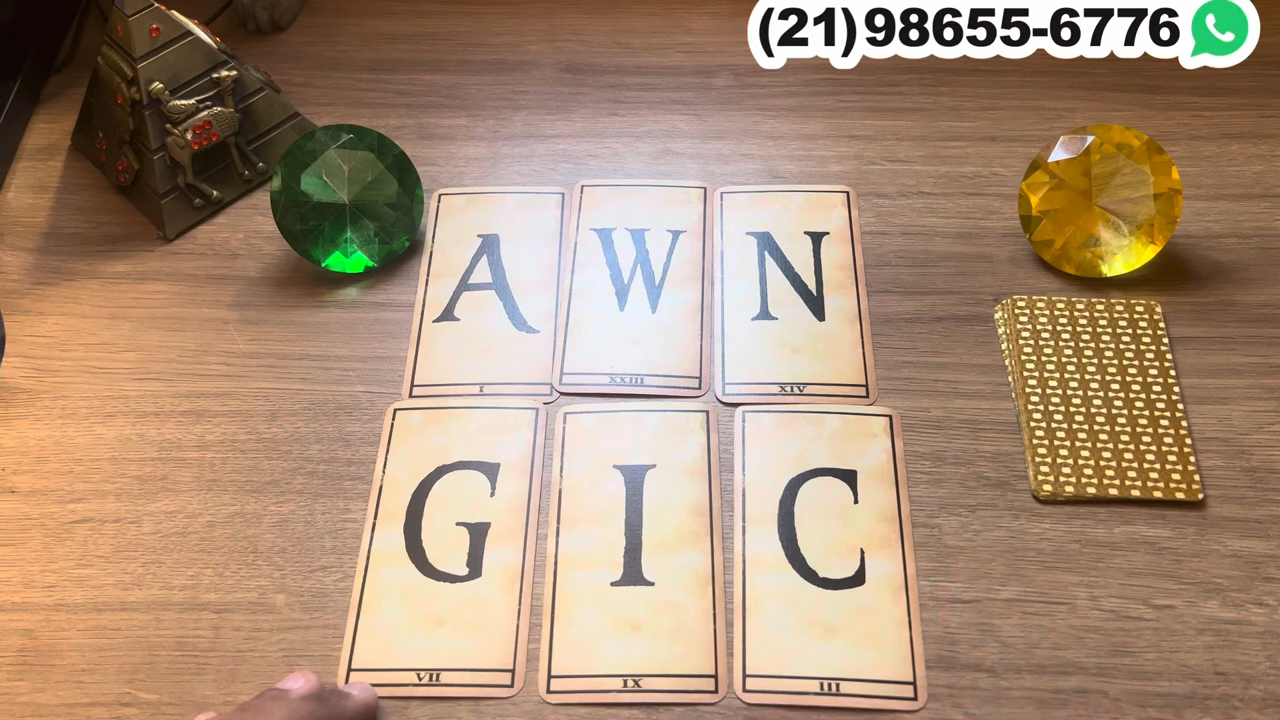 (21)98655-6776
A W N
I XXIII XIV
G I C
VII IX III